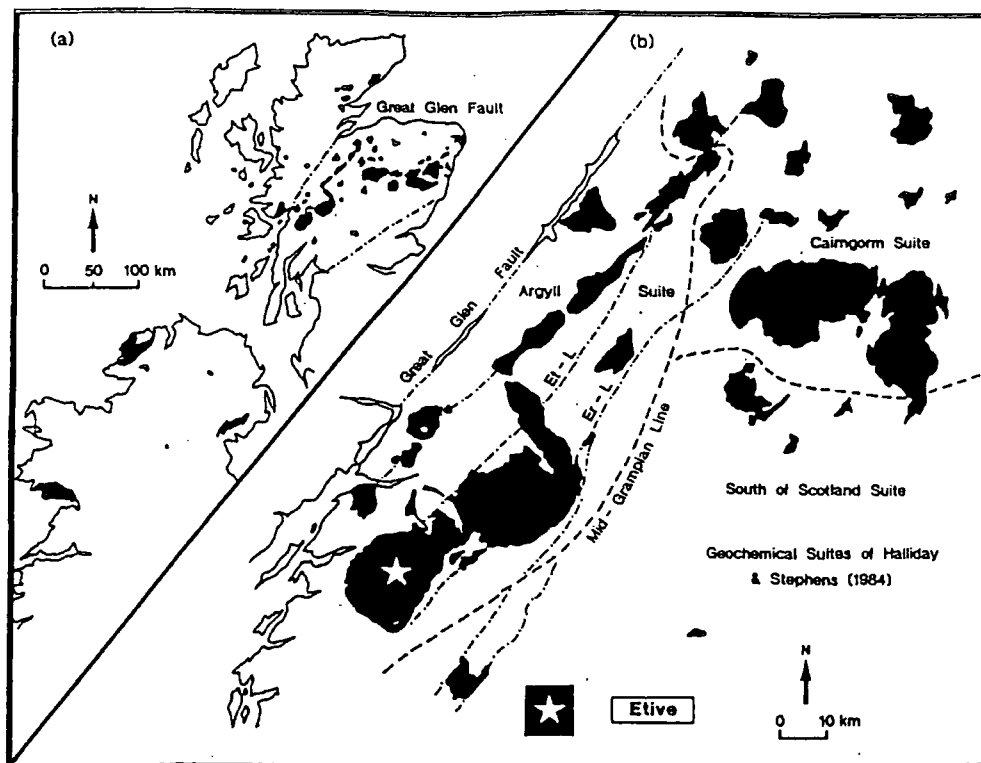 (a)
Great Glen Fault
N
0 50 100 km
(b)
Great Glen Fault
Argyll Suite
Et - L
Er - L
Mid - Grampian Line
Cairngorm Suite
South of Scotland Suite
Geochemical Suites of Halliday
& Stephens (1984)
Etive
N
0 10 km